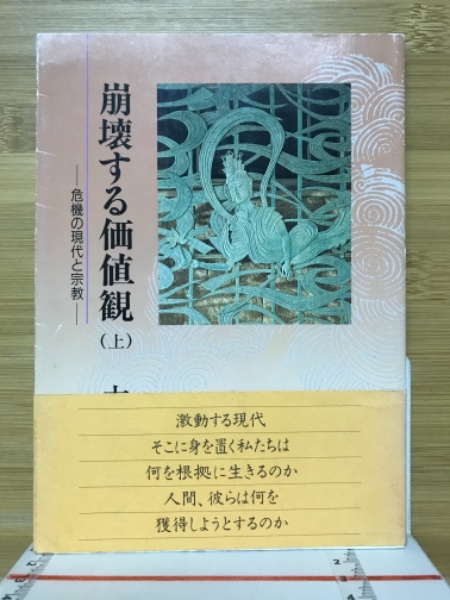 崩壊する価値観(上)
―危機の現代と宗教―
激動する現代
そこに身を置く私たちは
何を根拠に生きるのか
人間、彼らは何を
獲得しようとするのか
2
3
4